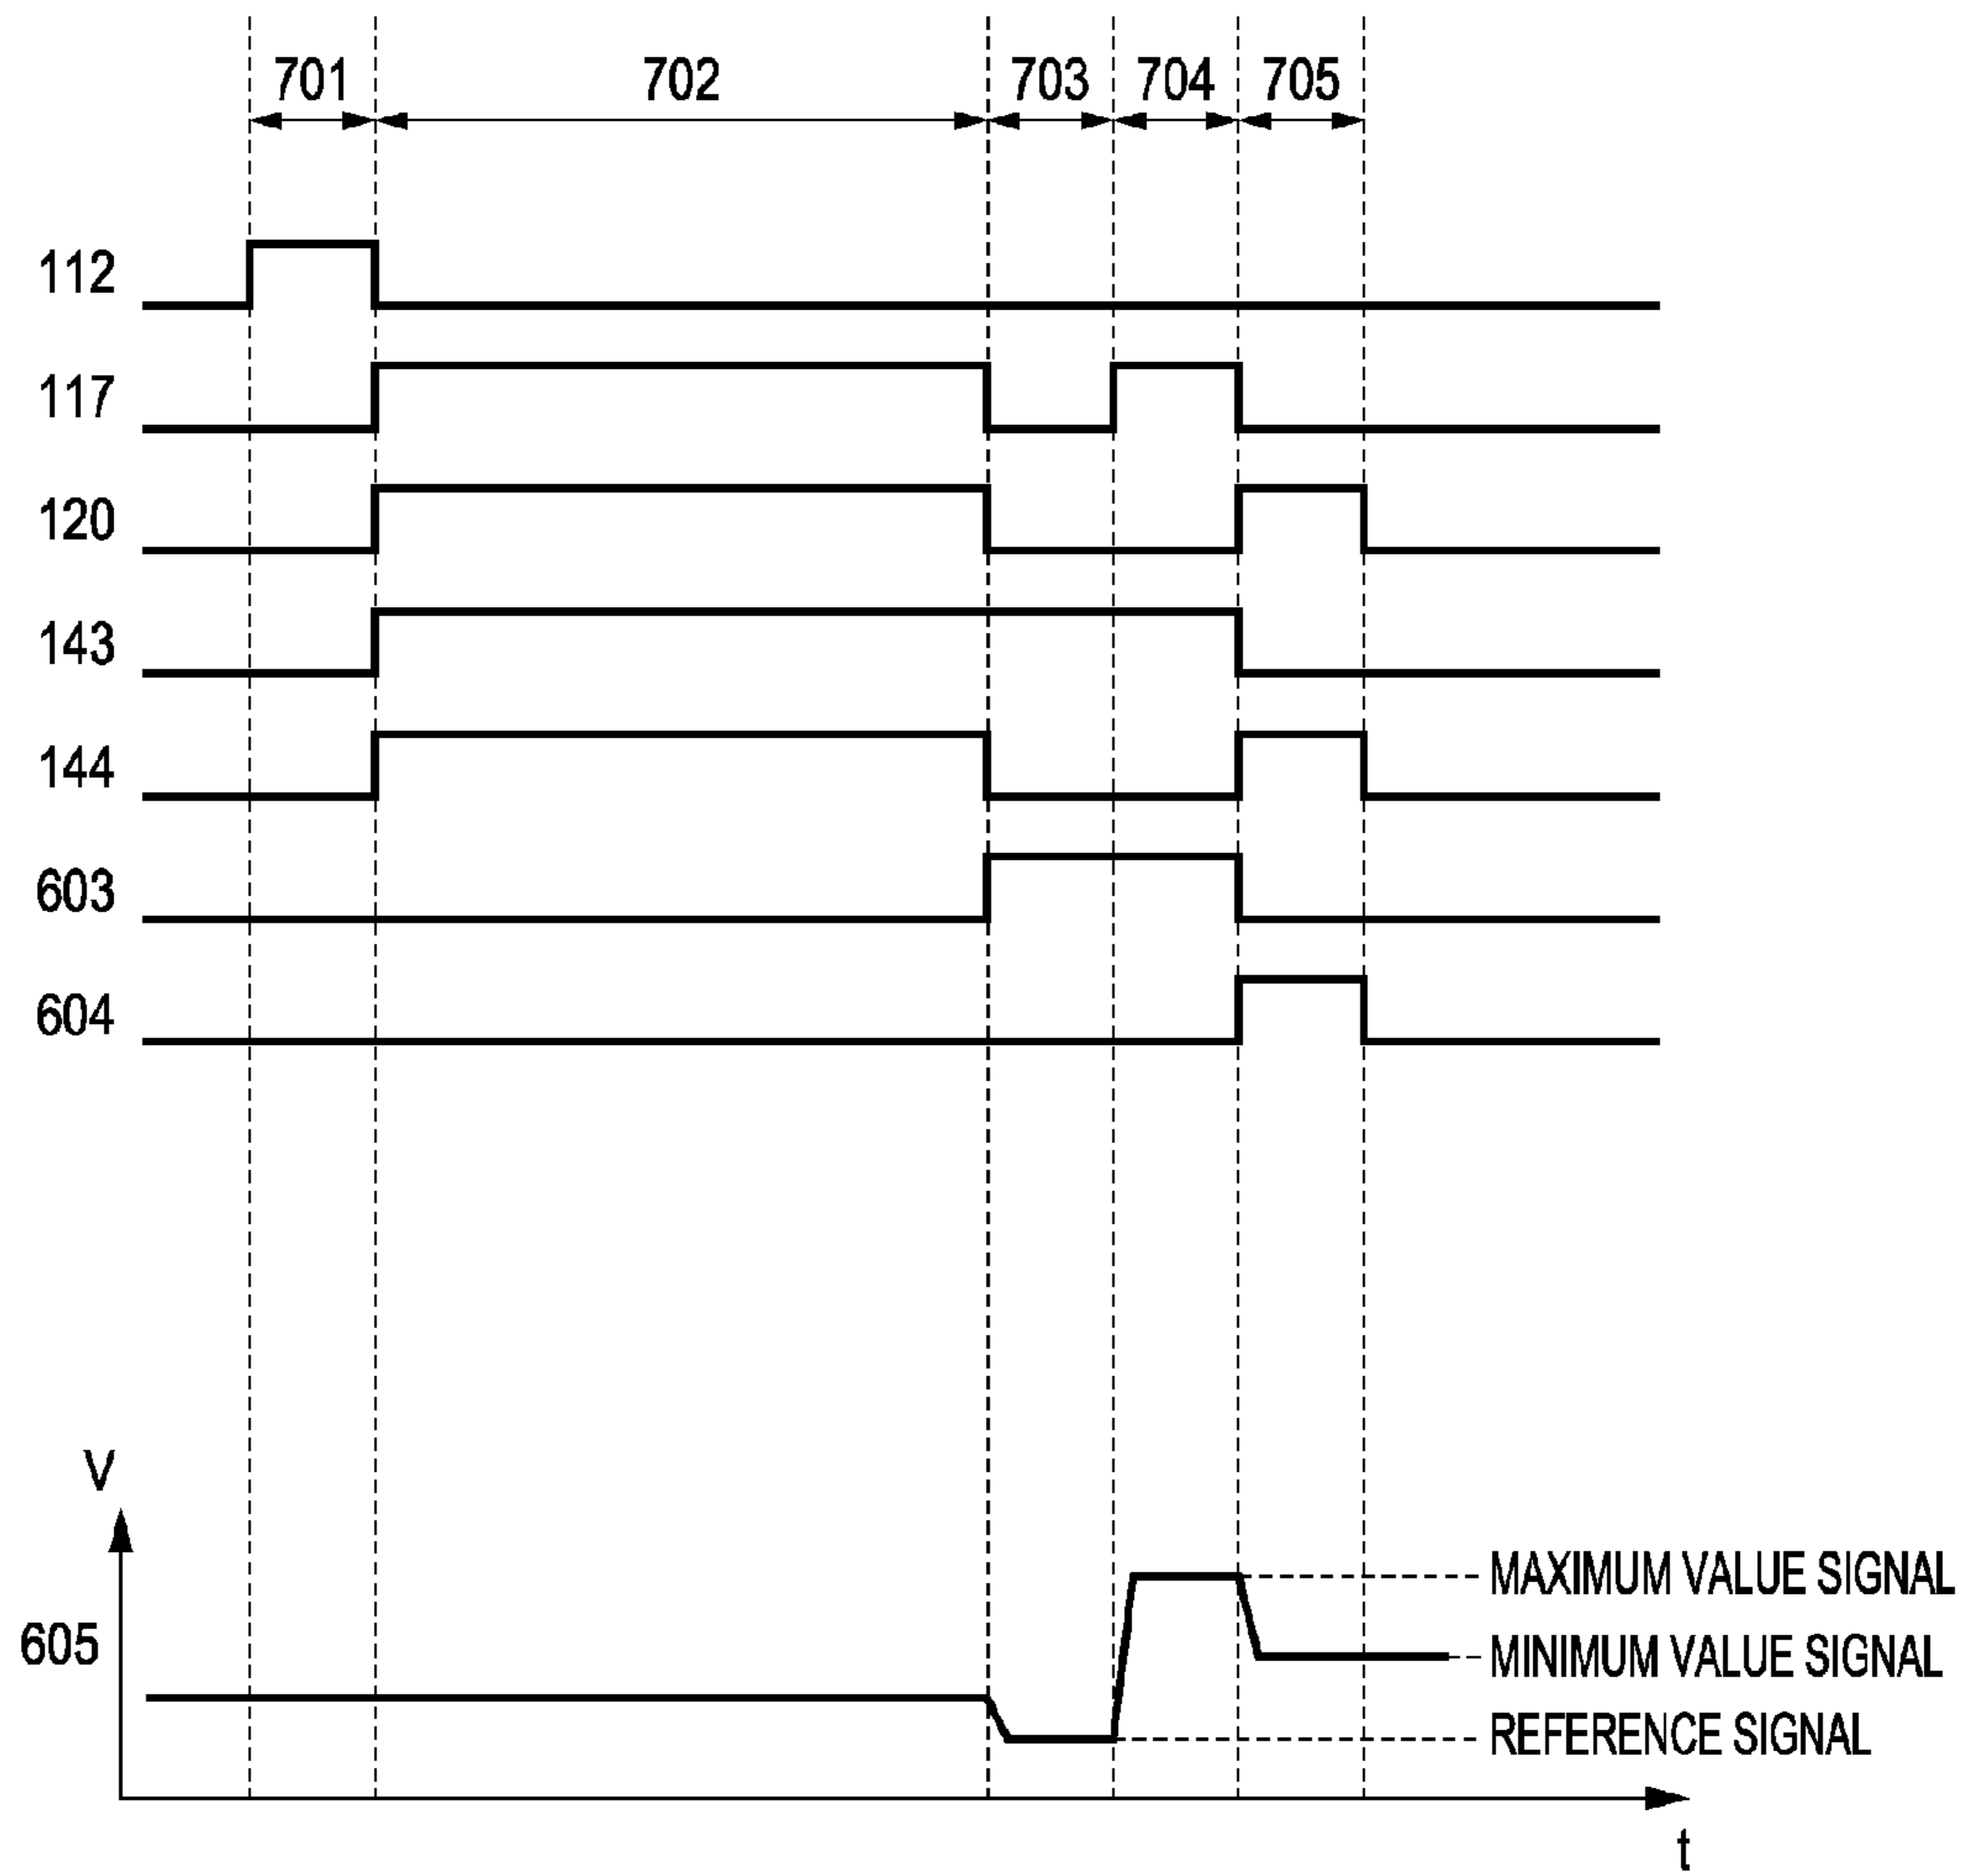 701 702 703 704 705
112
117
120
143
144
603
604
V
MAXIMUM VALUE SIGNAL
605 MINIMUM VALUE SIGNAL
REFERENCE SIGNAL
t